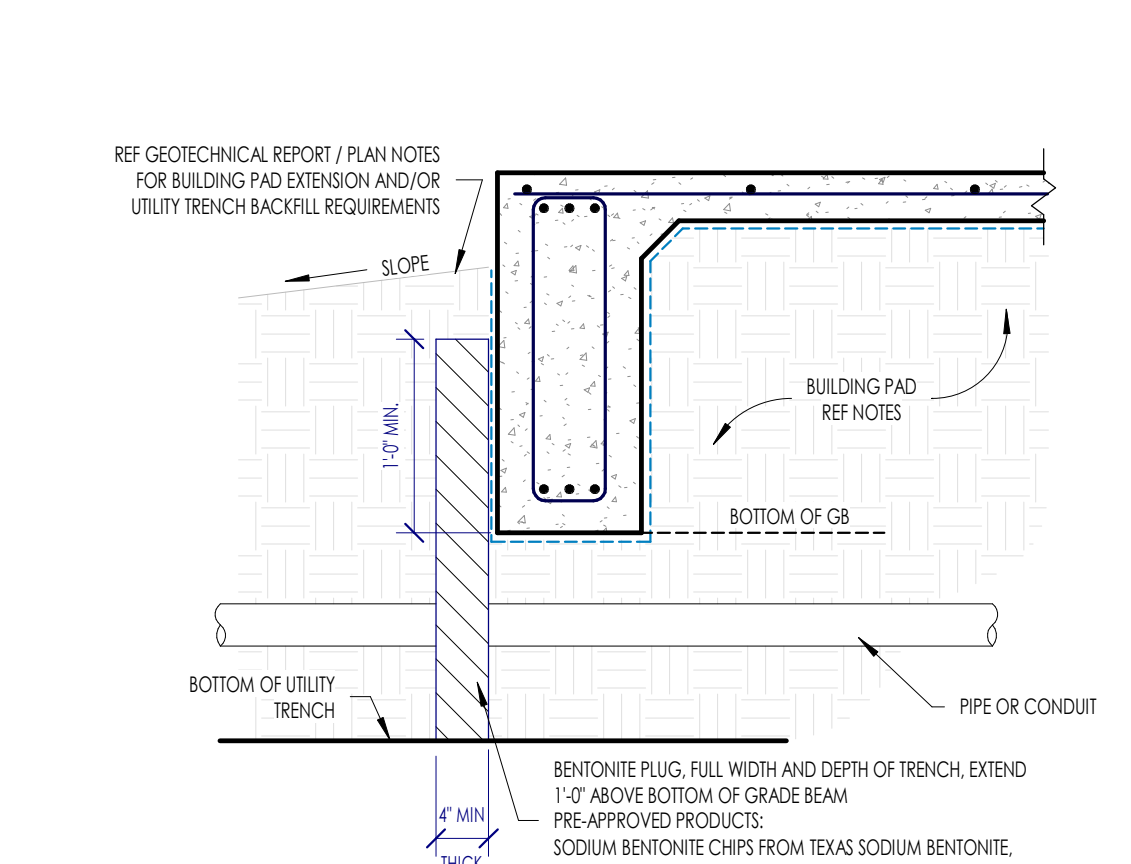 REF GEOTECHNICAL REPORT / PLAN NOTES
FOR BUILDING PAD EXTENSION AND/OR
UTILITY TRENCH BACKFILL REQUIREMENTS
SLOPE
1'-0" MIN.
BUILDING PAD
REF NOTES
BOTTOM OF GB
BOTTOM OF UTILITY
TRENCH
PIPE OR CONDUIT
BENTONITE PLUG, FULL WIDTH AND DEPTH OF TRENCH, EXTEND
1'-0" ABOVE BOTTOM OF GRADE BEAM
PRE-APPROVED PRODUCTS:
SODIUM BENTONITE CHIPS FROM TEXAS SODIUM BENTONITE,
4" MIN
THICK